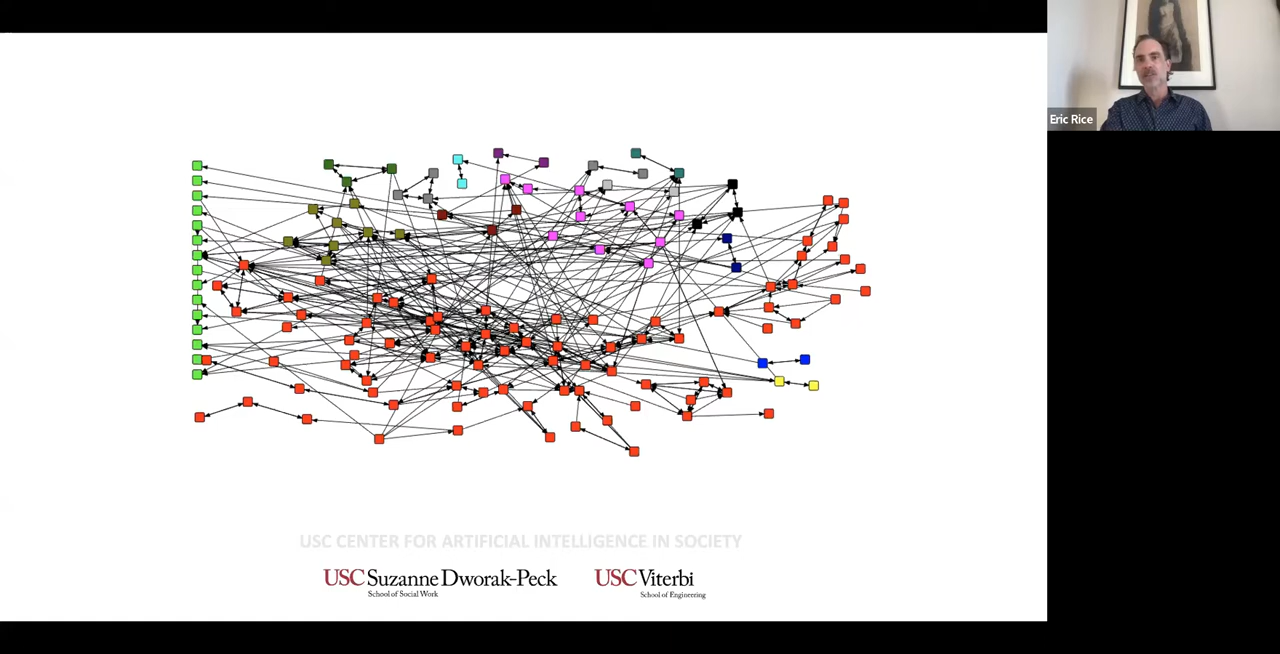 Eric Rice
USC CENTER FOR ARTIFICIAL INTELLIGENCE IN SOCIETY
USC Suzanne Dworak-Peck
School of Social Work
USC Viterbi
School of Engineering